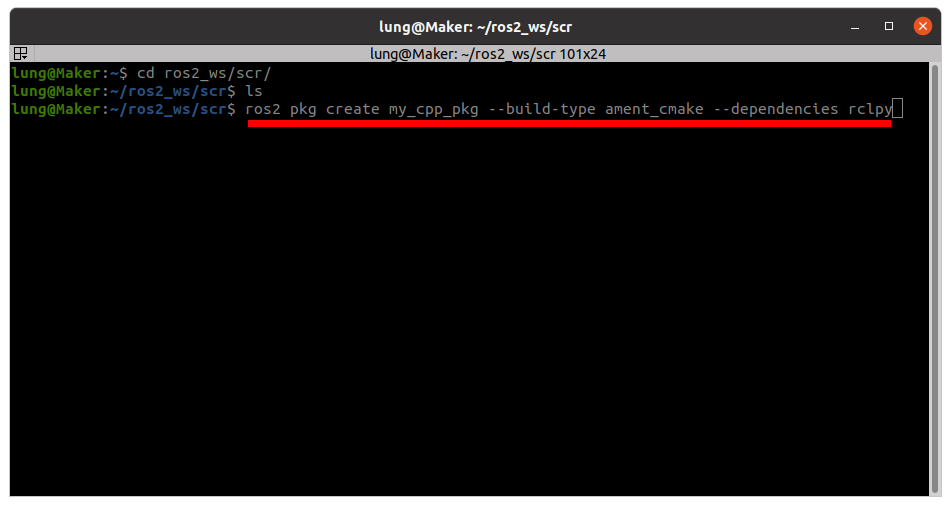 lung@Maker: ~/ros2_ws/scr
lung@Maker: ~/ros2_ws/scr 101x24
lung@Maker:~$ cd ros2_ws/scr/
lung@Maker:~/ros2_ws/scr$ ls
lung@Maker:~/ros2_ws/scr$ ros2 pkg create my_cpp_pkg --build-type ament_cmake --dependencies rclpy